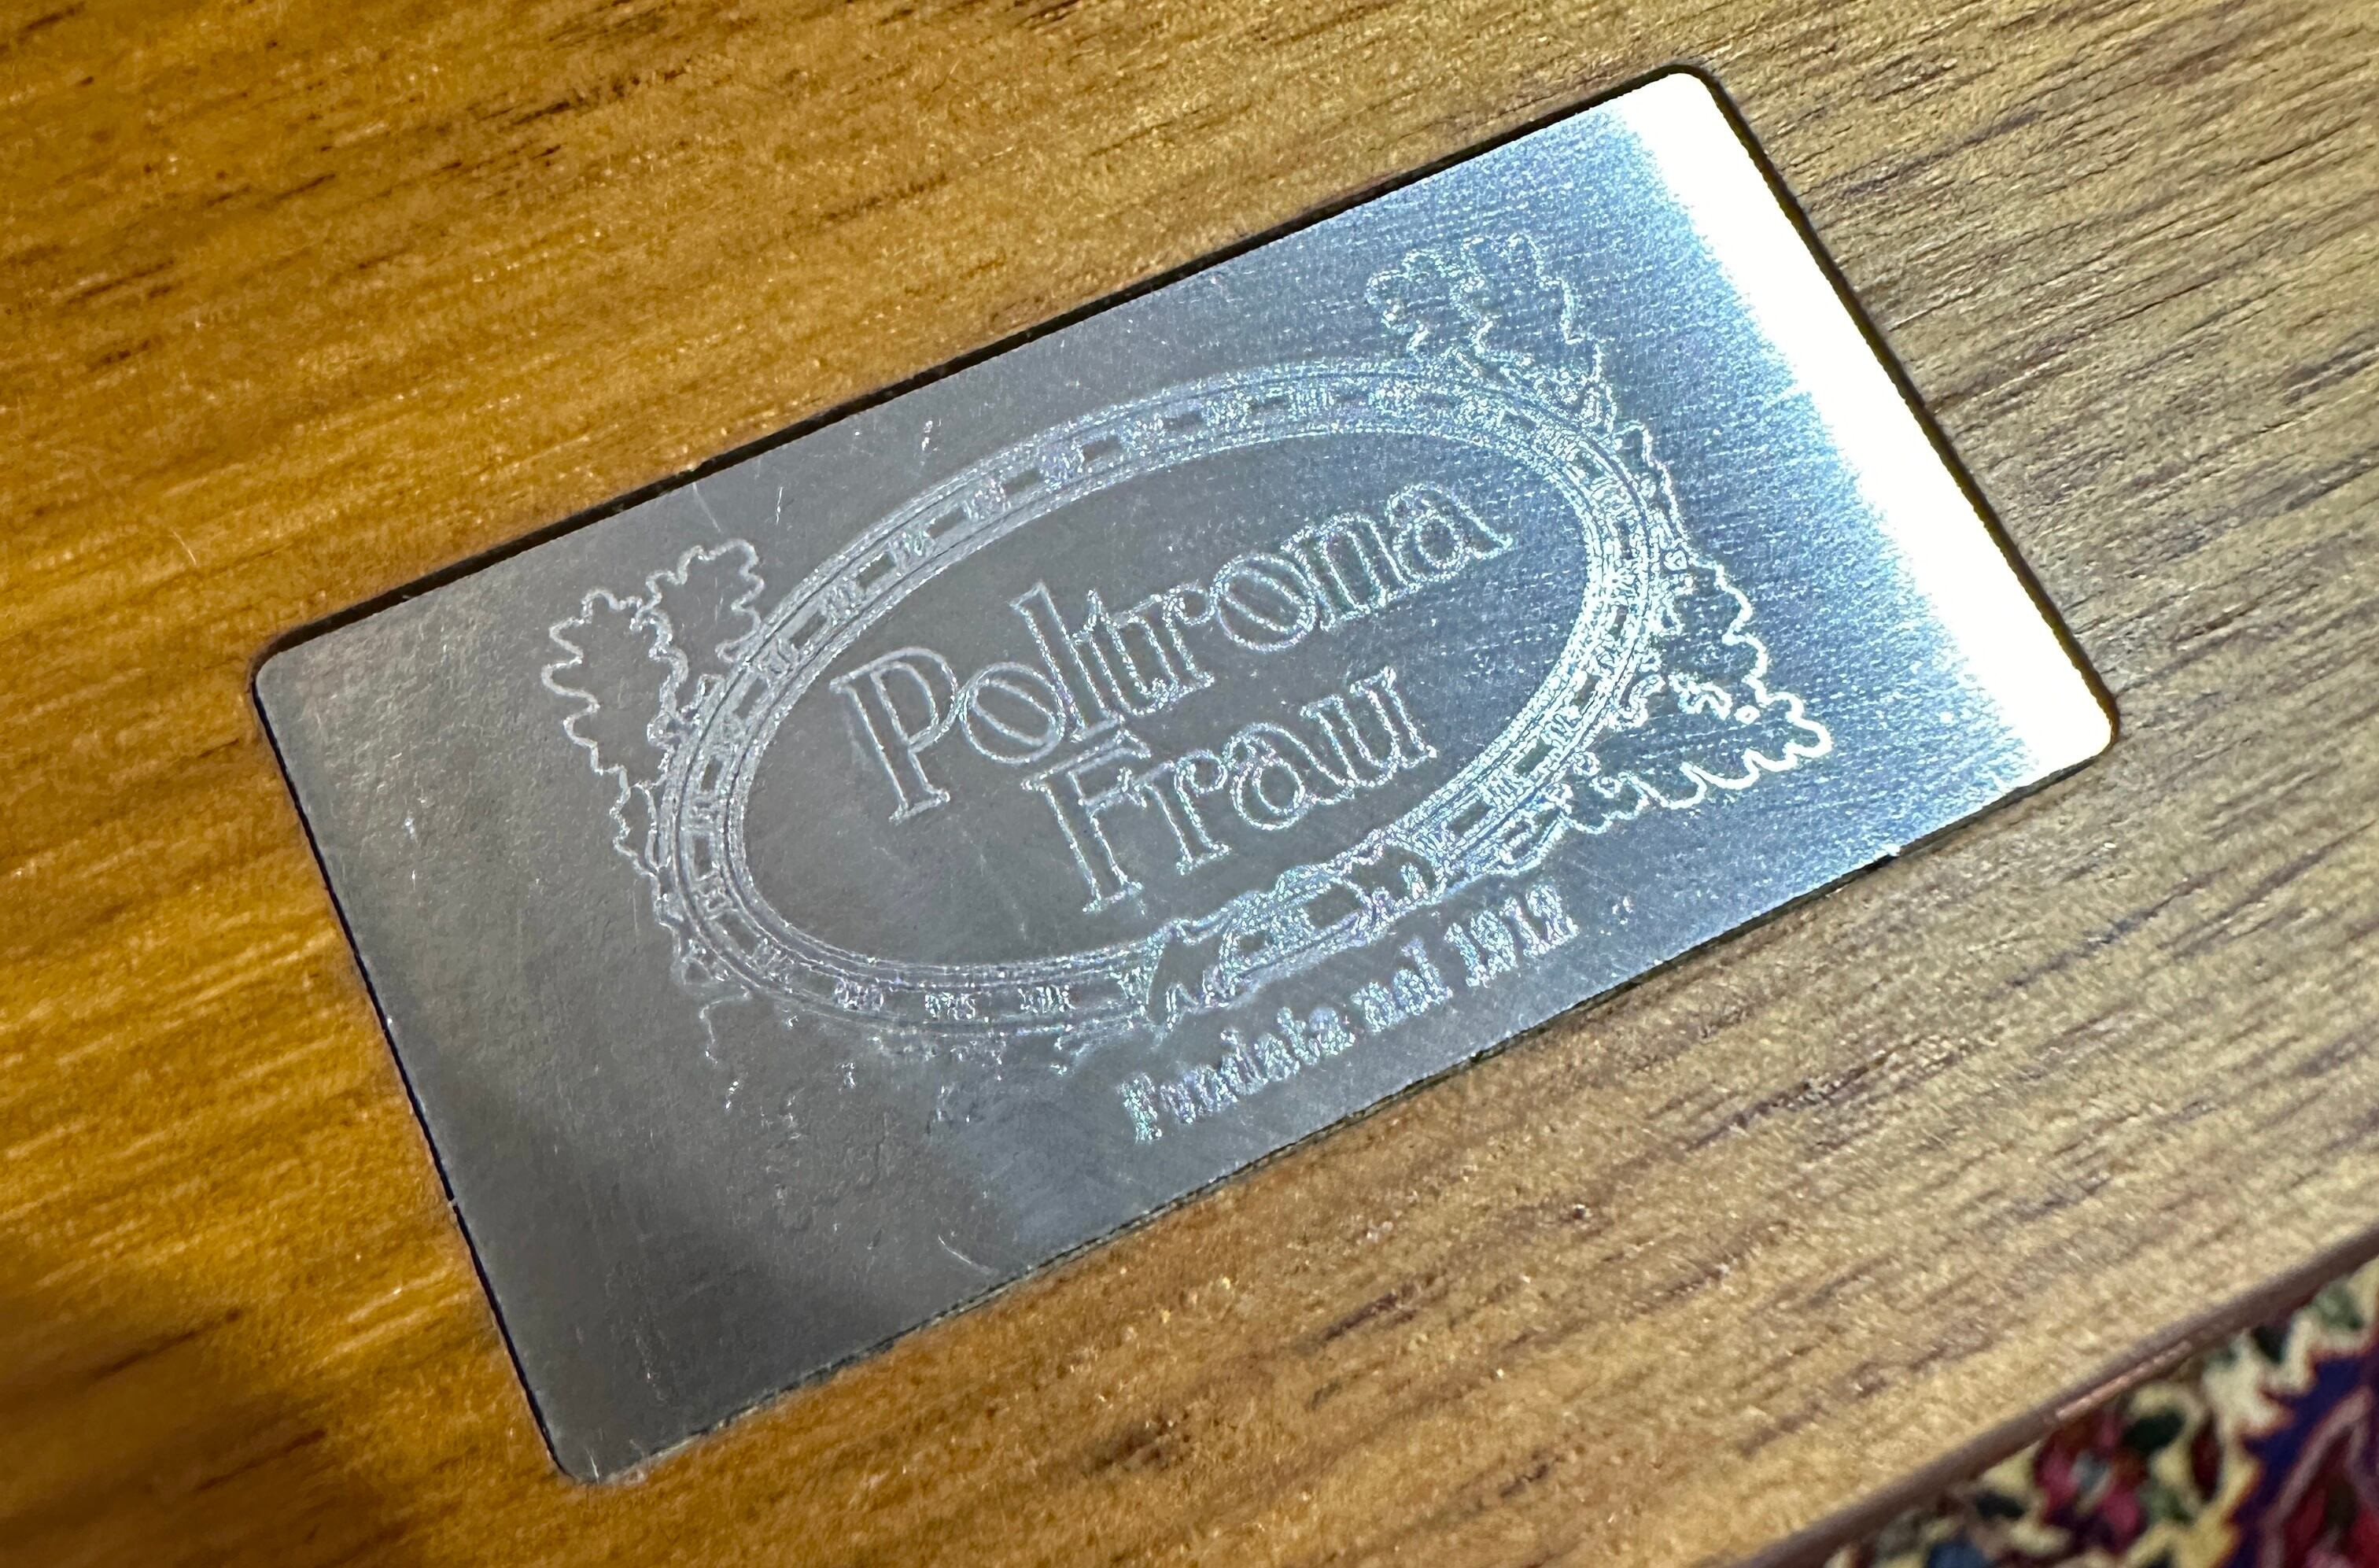 Poltrona
Frau
Fondata nel 1912